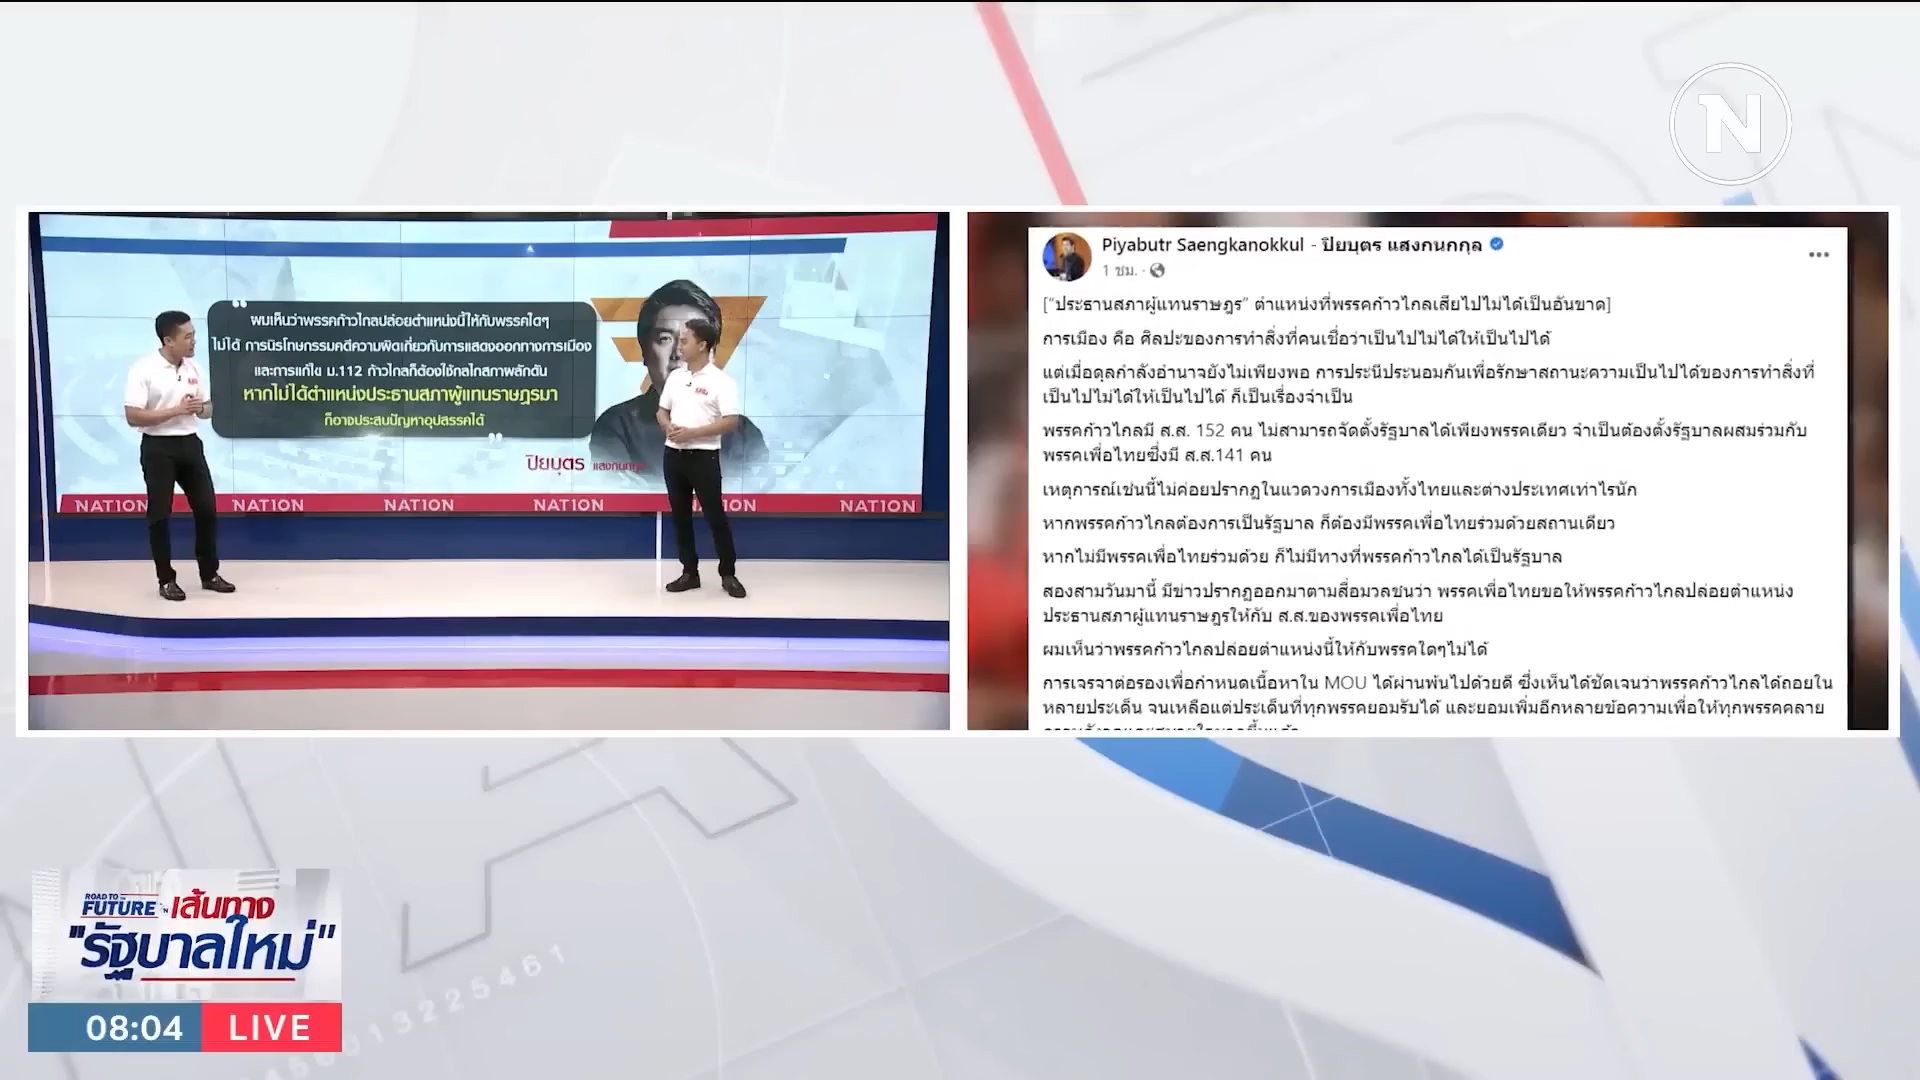 N
ผมเห็นว่าพรรคก้าวไกลปล่อยตำแหน่งนี้ให้กับพรรคใดๆ
ไม่ได้ การนิรโทษกรรมคดีความผิดเกี่ยวกับการแสดงออกทางการเมือง
และการแก้ไข ม.112 ก้าวไกลก็ต้องใช้กลไกสภาผลักดัน
หากไม่ได้ตำแหน่งประธานสภาผู้แทนราษฎรมา
ก็อาจประสบปัญหาอุปสรรคได้
ปิยบุตร แสงกนกกุล
NATION NATION NATION NATION NATION
Piyabutr Saengkanokkul - ปิยบุตร แสงกนกกุล
1 ชม.
["ประธานสภาผู้แทนราษฎร" ตำแหน่งที่พรรคก้าวไกลเสียไปไม่ได้เป็นอันขาด]
การเมือง คือ ศิลปะของการทำสิ่งที่คนเชื่อว่าเป็นไปไม่ได้ให้เป็นไปได้
แต่เมื่อดุลกำลังอำนาจยังไม่เพียงพอ การประนีประนอมกันเพื่อรักษาสถานะความเป็นไปได้ของการทำสิ่งที่
เป็นไปไม่ได้ให้เป็นไปได้ ก็เป็นเรื่องจำเป็น
พรรคก้าวไกลมี ส.ส. 152 คน ไม่สามารถจัดตั้งรัฐบาลได้เพียงพรรคเดียว จำเป็นต้องตั้งรัฐบาลผสมร่วมกับ
พรรคเพื่อไทยซึ่งมี ส.ส.141 คน
เหตุการณ์เช่นนี้ไม่ค่อยปรากฏในแวดวงการเมืองทั้งไทยและต่างประเทศเท่าไรนัก
หากพรรคก้าวไกลต้องการเป็นรัฐบาล ก็ต้องมีพรรคเพื่อไทยร่วมด้วยสถานเดียว
หากไม่มีพรรคเพื่อไทยร่วมด้วย ก็ไม่มีทางที่พรรคก้าวไกลได้เป็นรัฐบาล
สองสามวันมานี้ มีข่าวปรากฏออกมาตามสื่อมวลชนว่า พรรคเพื่อไทยขอให้พรรคก้าวไกลปล่อยตำแหน่ง
ประธานสภาผู้แทนราษฎรให้กับ ส.ส.ของพรรคเพื่อไทย
ผมเห็นว่าพรรคก้าวไกลปล่อยตำแหน่งนี้ให้กับพรรคใดๆไม่ได้
การเจรจาต่อรองเพื่อกำหนดเนื้อหาใน MOU ได้ผ่านพ้นไปด้วยดี ซึ่งเห็นได้ชัดเจนว่าพรรคก้าวไกลได้ถอยใน
หลายประเด็น จนเหลือแต่ประเด็นที่ทุกพรรคยอมรับได้ และยอมเพิ่มอีกหลายข้อความเพื่อให้ทุกพรรคคลาย
ROAD TO
FUTURE เส้นทาง
"รัฐบาลใหม่"
08:04 LIVE